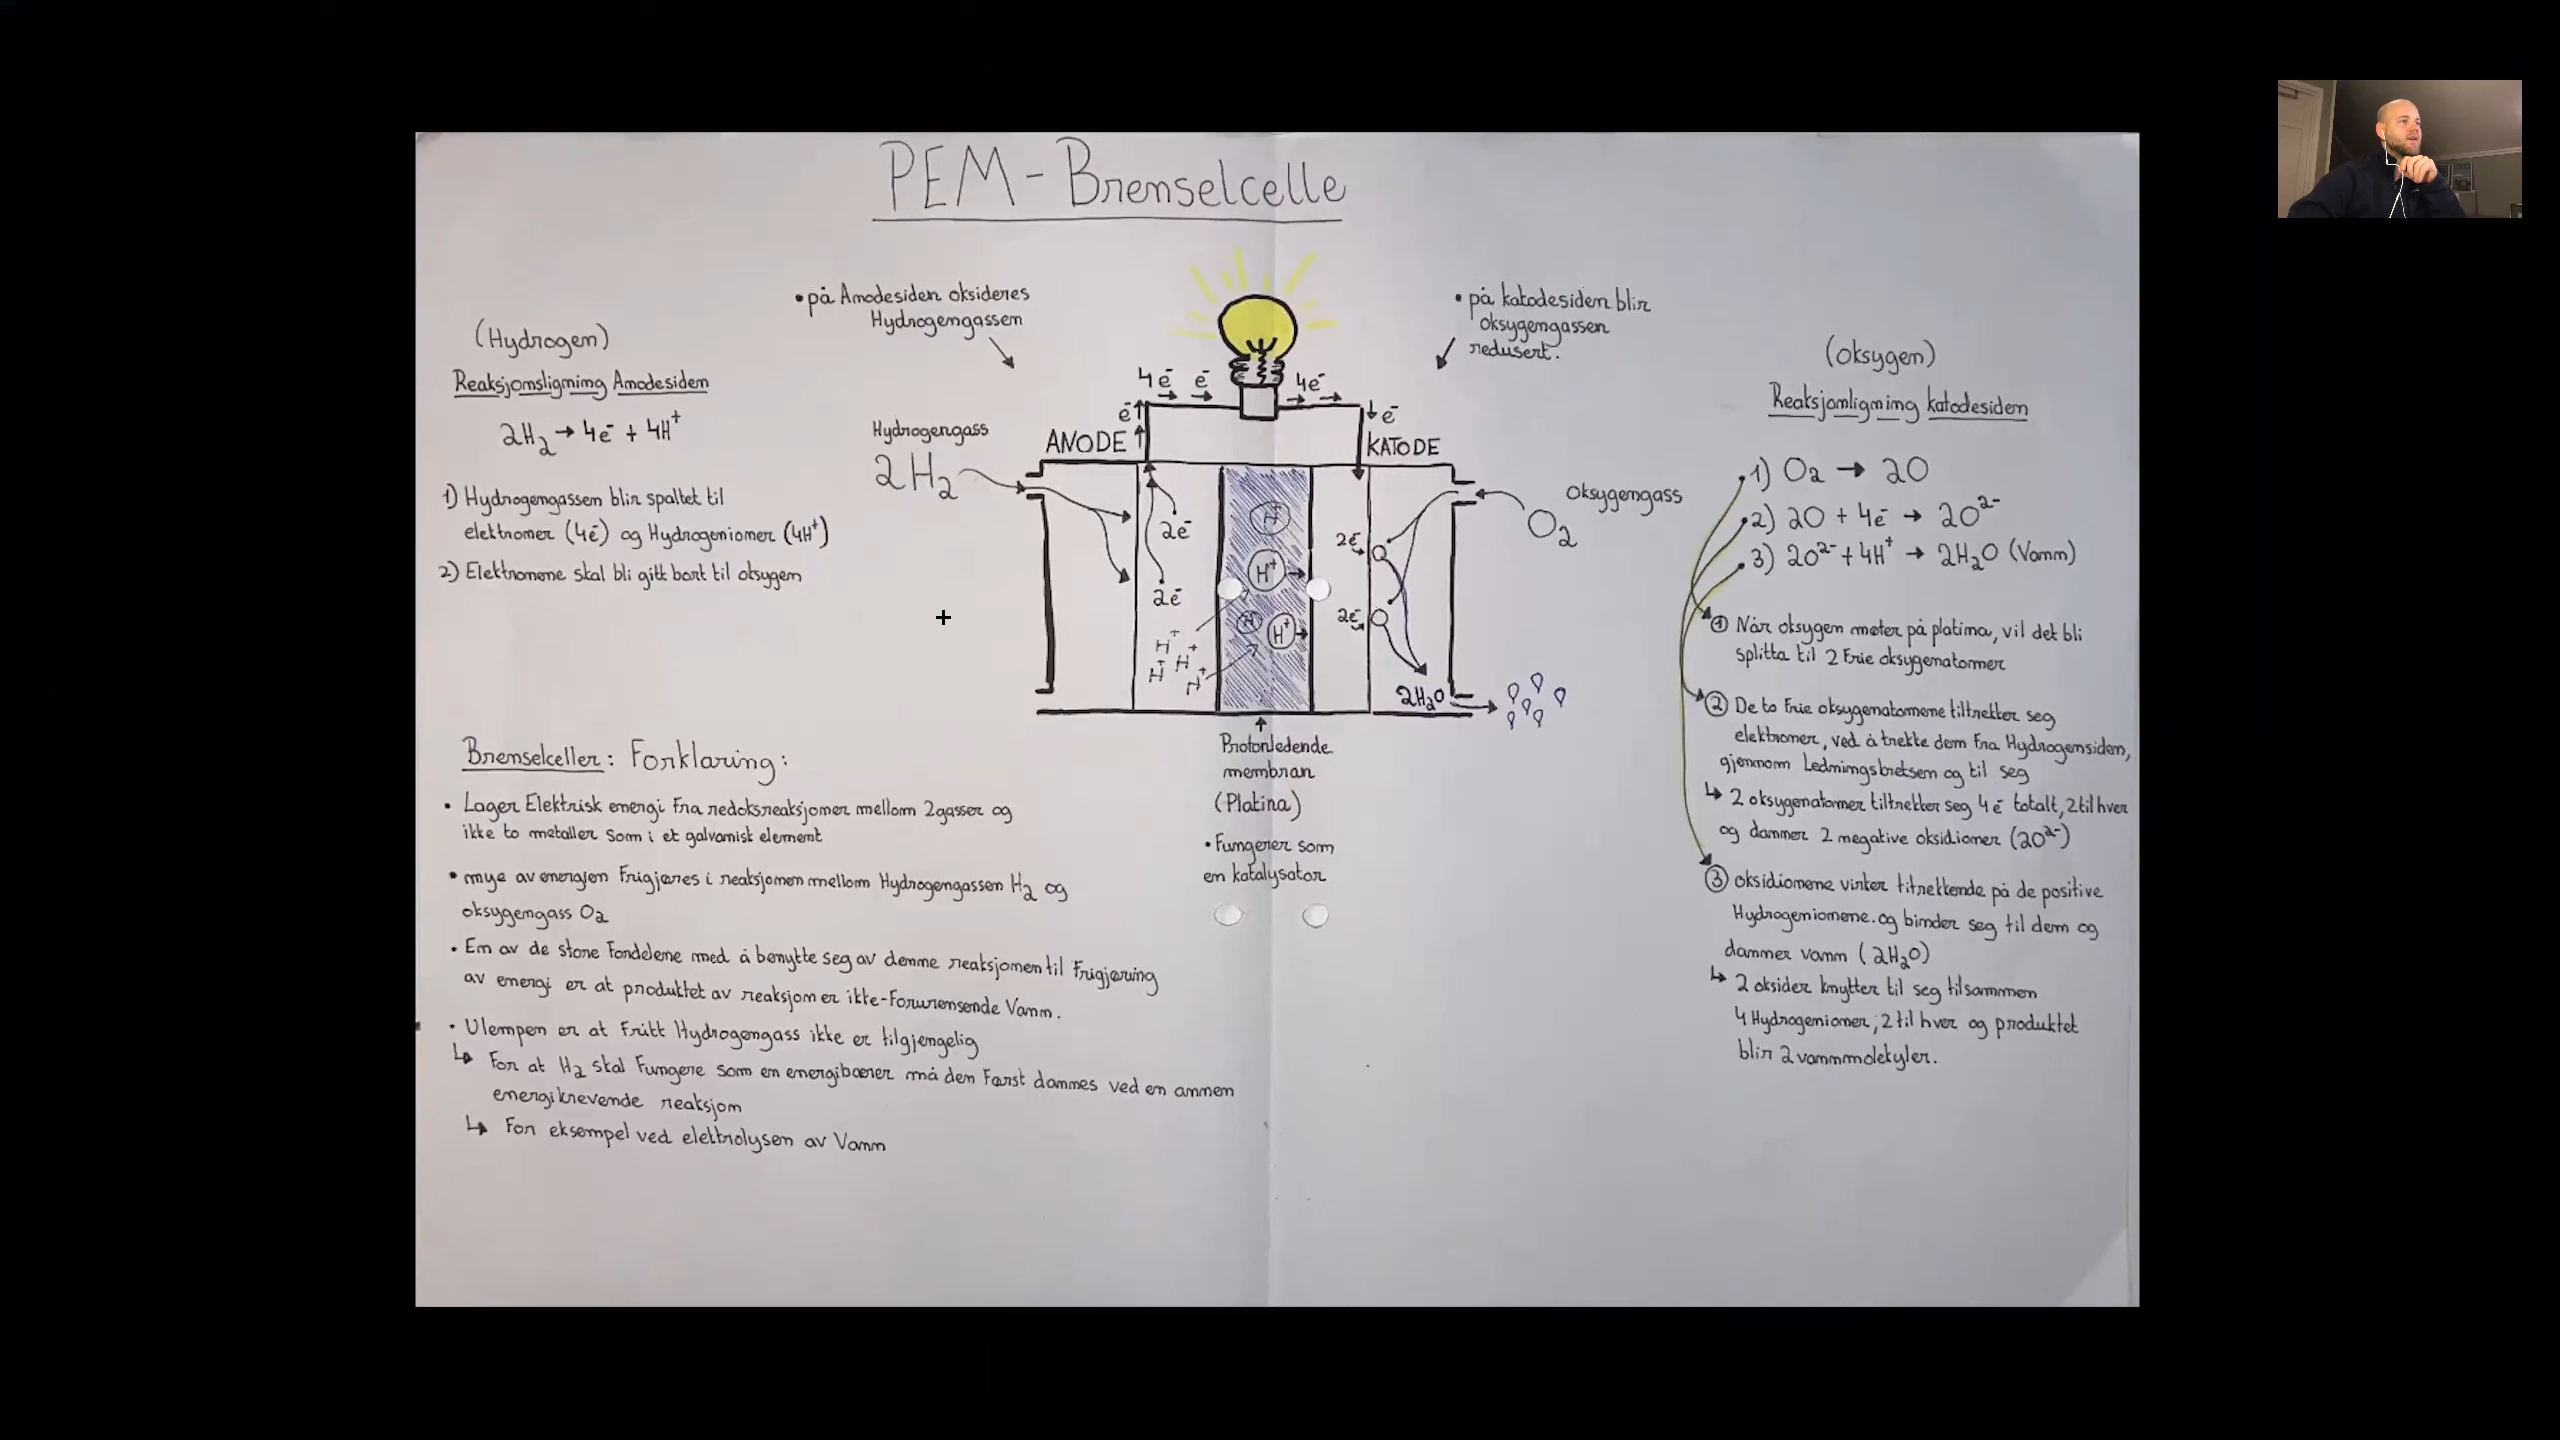 PEM-Brenselcelle
• på Anodesiden oksideres
Hydrogengassen
• på katodesiden blir
oksygengassen
redusert.
(Hydrogen)
Reaksjonsligning Anodesiden
2H₂ → 4e⁻ + 4H⁺
1) Hydrogengassen blir spaltet til
elektroner (4e⁻) og Hydrogenioner (4H⁺)
2) Elektronene skal bli gitt bort til oksygen
Hydrogengass
2H₂
ANODE
e⁻
4e⁻ e⁻
4e⁻
e⁻
KATODE
2e⁻
2e⁻
H⁺
H⁺
H⁺
H⁺
H⁺
H⁺
H
H⁺
2e⁻
2e⁻
2H₂O
Oksygengass
O₂
Protonledende
membran
(Platina)
• Fungerer som
en katalysator
(oksygen)
Reaksjonligning katodesiden
1) O₂ → 2O
2) 2O + 4e⁻ → 2O²⁻
3) 2O²⁻ + 4H⁺ → 2H₂O (Vann)
① Når oksygen møter på platina, vil det bli
splitta til 2 Frie oksygenatomer
② De to Frie oksygenatomene tiltrekker seg
elektroner, ved å trekke dem fra Hydrogensiden,
gjennom Ledningskretsen og til seg
↳ 2 oksygenatomer tiltrekker seg 4e⁻ totalt, 2 til hver
og danner 2 negative oksidioner (2O²⁻)
③ oksidionene virker titrekkende på de positive
Hydrogenionene. og binder seg til dem og
danner vann (2H₂O)
↳ 2 oksider knytter til seg tilsammen
4 Hydrogenioner, 2 til hver og produktet
blir 2 vannmolekyler.
Brenselceller: Forklaring:
• Lager Elektrisk energi Fra redoksreaksjoner mellom 2 gasser og
ikke to metaller som i et galvanisk element
• mye av energien Frigjøres i reaksjonen mellom Hydrogengassen H₂ og
oksygengass O₂
• En av de store Fordelene med å benytte seg av denne reaksjonen til Frigjøring
av energi er at produktet av reaksjon er ikke-Forurensende Vann.
• Ulempen er at Fritt Hydrogengass ikke er tilgjengelig
↳ For at H₂ skal Fungere som en energibærer må den Først dannes ved en annen
energikrevende reaksjon
↳ For eksempel ved elektrolysen av Vann